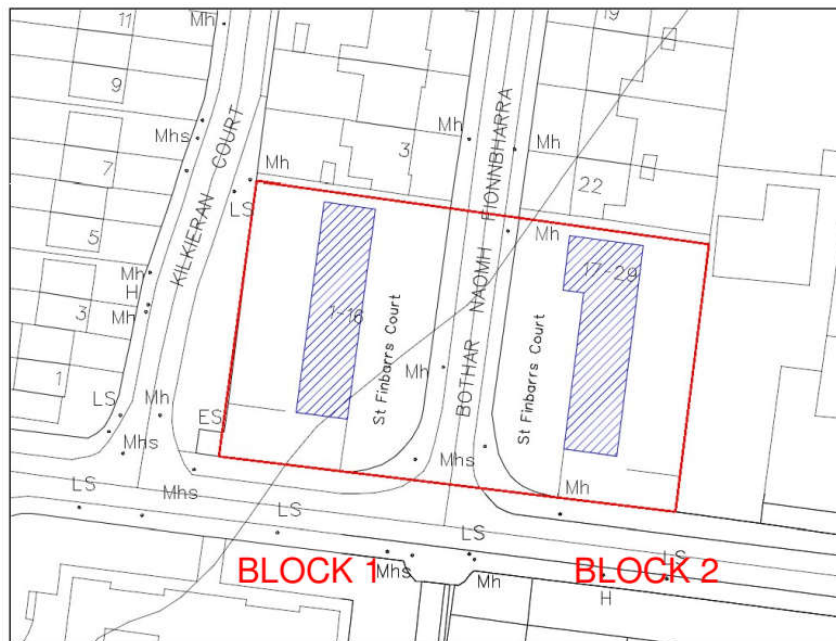 11
Mh
19
9
KILKIERAN COURT
BOTHAR NAOMH FIONNBHARRA
Mhs
3
Mh
Mh
7
Mh
22
LS
Mh
5
17-29
Mh
H
3
Mh
1-16
St Finbarrs Court
St Finbarrs Court
Mh
1
LS
Mh
ES
Mhs
Mhs
LS
Mhs
LS
Mh
LS
LS
BLOCK 1
Mhs
Mh
BLOCK 2
H